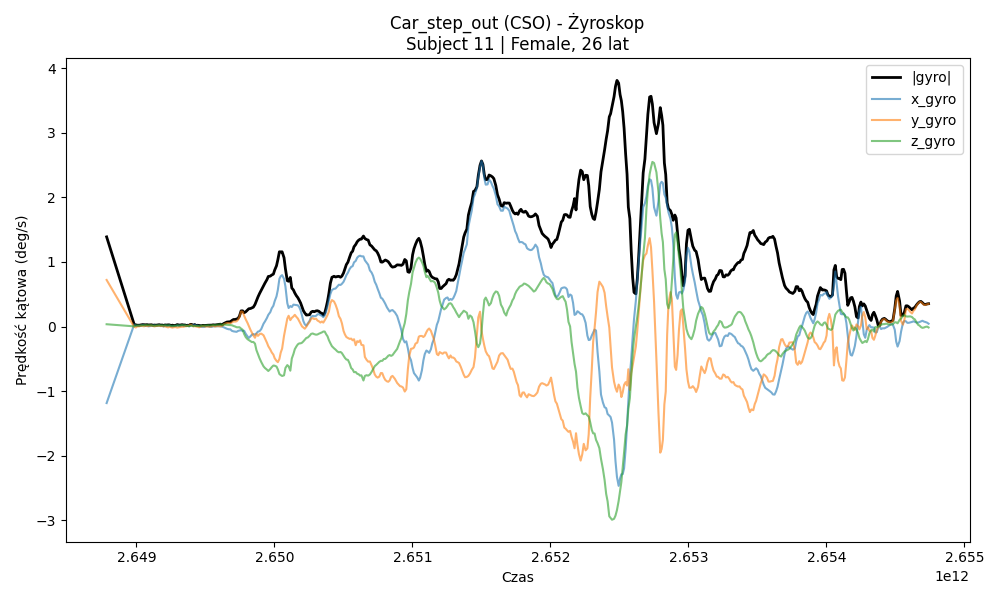 Car_step_out (CSO) - Żyroskop
Subject 11 | Female, 26 lat
|gyro|
x_gyro
y_gyro
z_gyro
Prędkość kątowa (deg/s)
4
3
2
1
0
−1
−2
−3
2.649 2.650 2.651 2.652 2.653 2.654 2.655
1e12
Czas